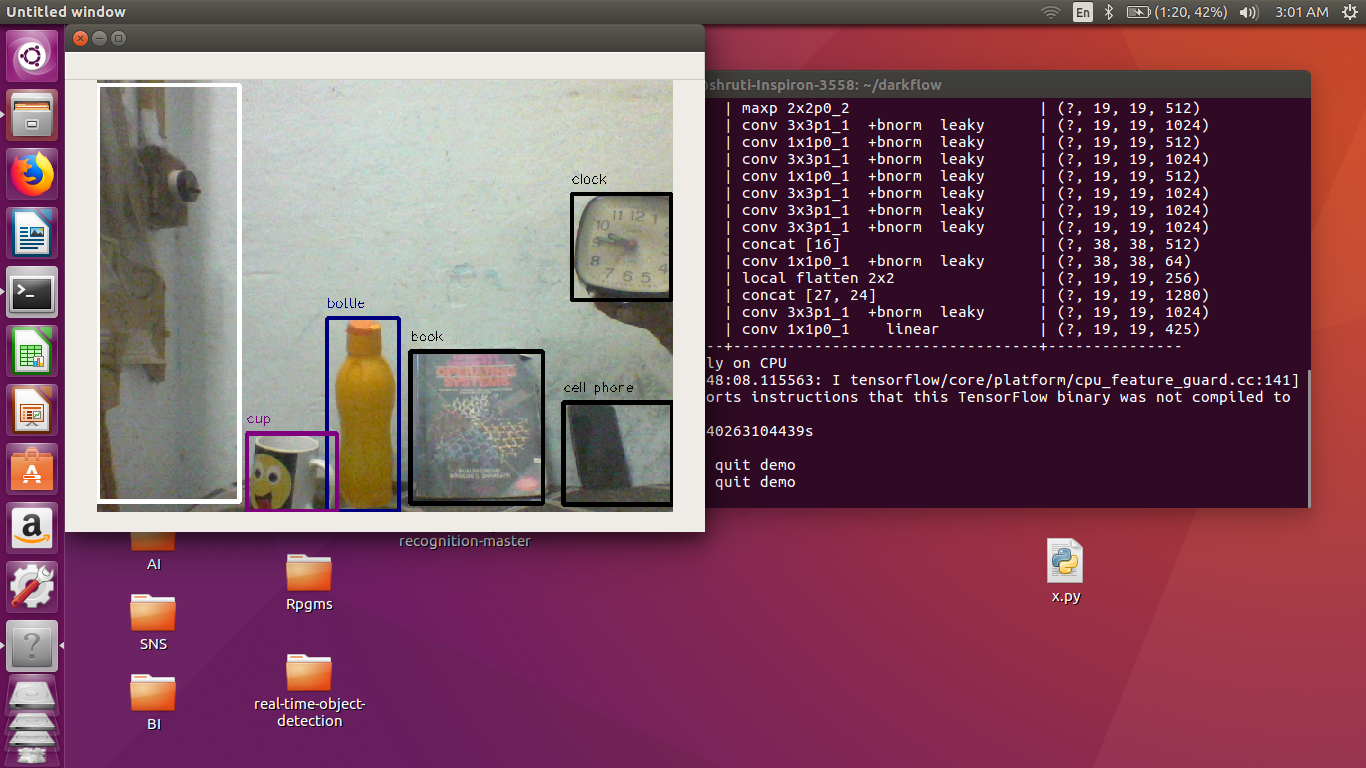 Untitled window
En
(1:20, 42%)
3:01 AM
shruti-Inspiron-3558: ~/darkflow
| maxp 2x2p0_2 | (?, 19, 19, 512)
| conv 3x3p1_1 +bnorm leaky | (?, 19, 19, 1024)
| conv 1x1p0_1 +bnorm leaky | (?, 19, 19, 512)
| conv 3x3p1_1 +bnorm leaky | (?, 19, 19, 1024)
| conv 1x1p0_1 +bnorm leaky | (?, 19, 19, 512)
| conv 3x3p1_1 +bnorm leaky | (?, 19, 19, 1024)
| conv 3x3p1_1 +bnorm leaky | (?, 19, 19, 1024)
| conv 3x3p1_1 +bnorm leaky | (?, 19, 19, 1024)
| concat [16] | (?, 38, 38, 512)
| conv 1x1p0_1 +bnorm leaky | (?, 38, 38, 64)
| local flatten 2x2 | (?, 19, 19, 256)
| concat [27, 24] | (?, 19, 19, 1280)
| conv 3x3p1_1 +bnorm leaky | (?, 19, 19, 1024)
| conv 1x1p0_1 linear | (?, 19, 19, 425)
--+----------------------------------+---------------
ly on CPU
48:08.115563: I tensorflow/core/platform/cpu_feature_guard.cc:141]
orts instructions that this TensorFlow binary was not compiled to
40263104439s
quit demo
quit demo
clock
11 12 1
10
9
8
7 6 5
bottle
book
OPERATING
SYSTEMS
cell phone
cup
recognition-master
AI
Rpgms
SNS
real-time-object-
detection
BI
x.py